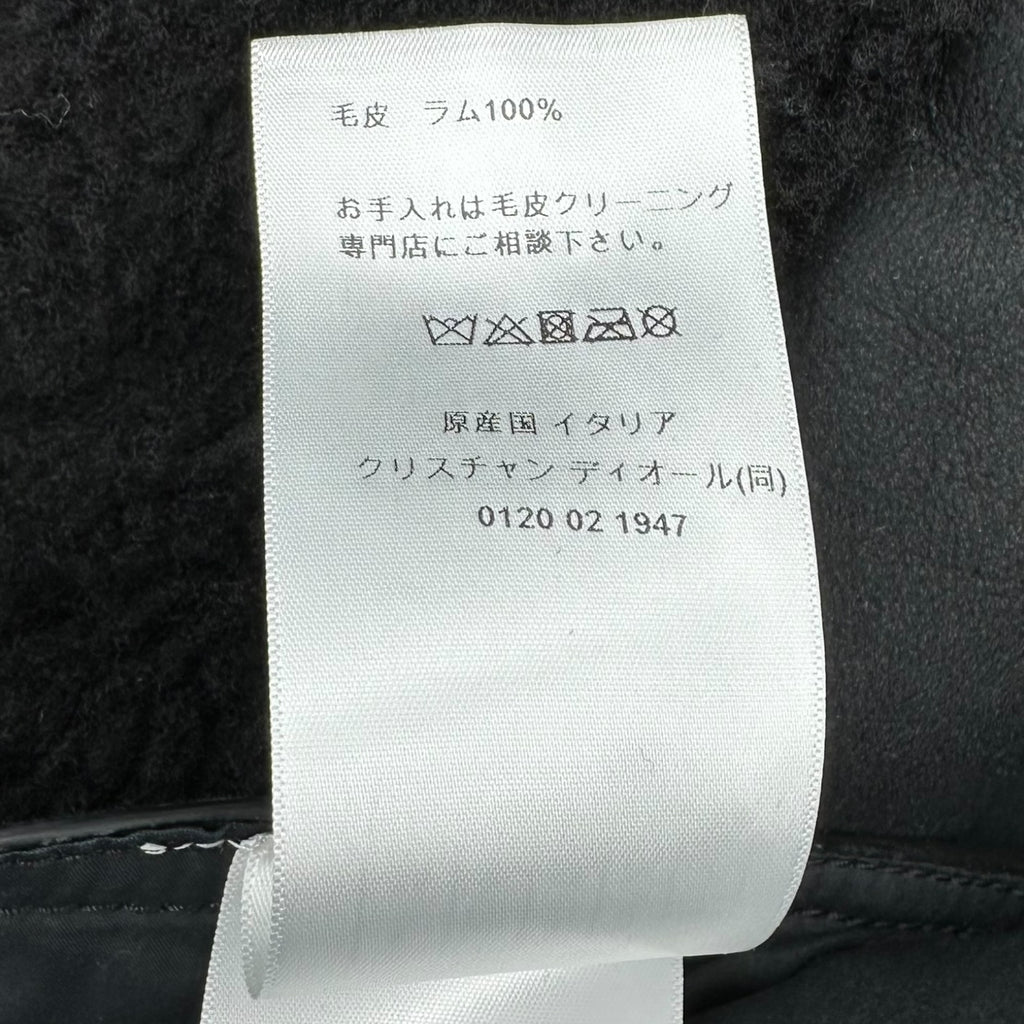 毛皮　ラム100%
お手入れは毛皮クリーニング
専門店にご相談下さい。
原産国 イタリア
クリスチャン ディオール(同)
0120 02 1947